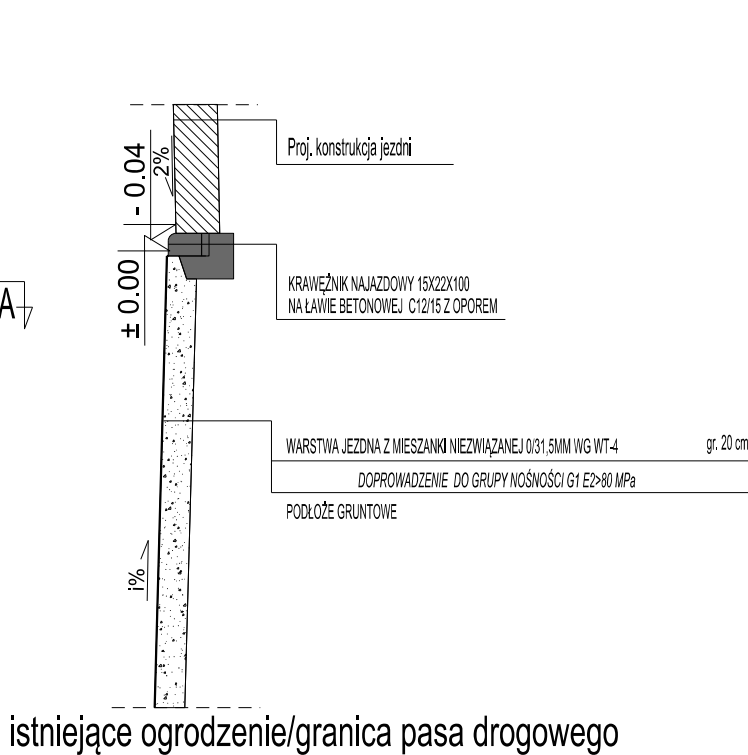 Proj. konstrukcja jezdni
- 0.04
2%
± 0.00
A
KRAWĘŻNIK NAJAZDOWY 15X22X100
NA ŁAWIE BETONOWEJ C12/15 Z OPOREM
WARSTWA JEZDNA Z MIESZANKI NIEZWIĄZANEJ 0/31,5MM WG WT-4 gr. 20 cm
DOPROWADZENIE DO GRUPY NOŚNOŚCI G1 E2>80 MPa
PODŁOŻE GRUNTOWE
i%
istniejące ogrodzenie/granica pasa drogowego